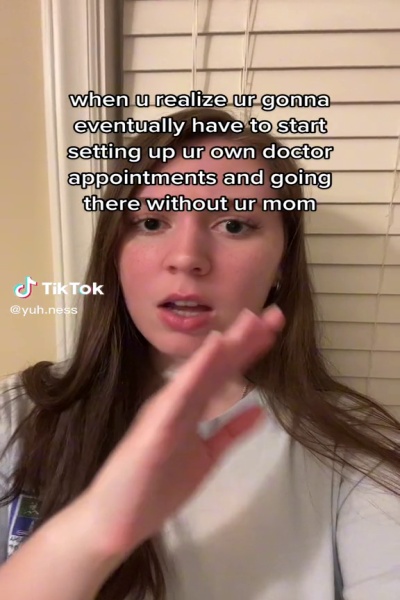 when u realize ur gonna
eventually have to start
setting up ur own doctor
appointments and going
there without ur mom
TikTok
@yuh.ness